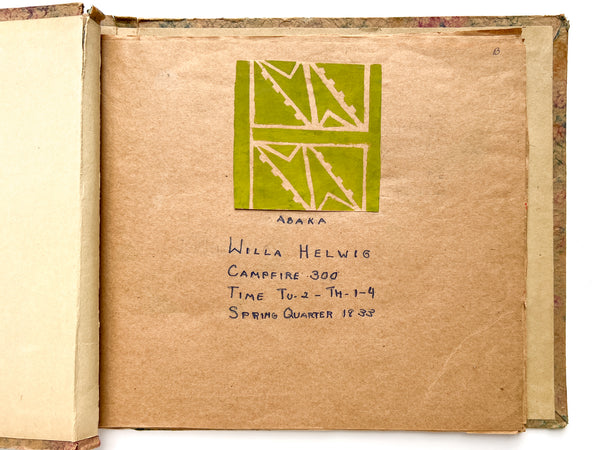 B
ABAKA
WILLA HELWIG
CAMPFIRE 300
TIME TU-2-TH-1-4
SPRING QUARTER 1933